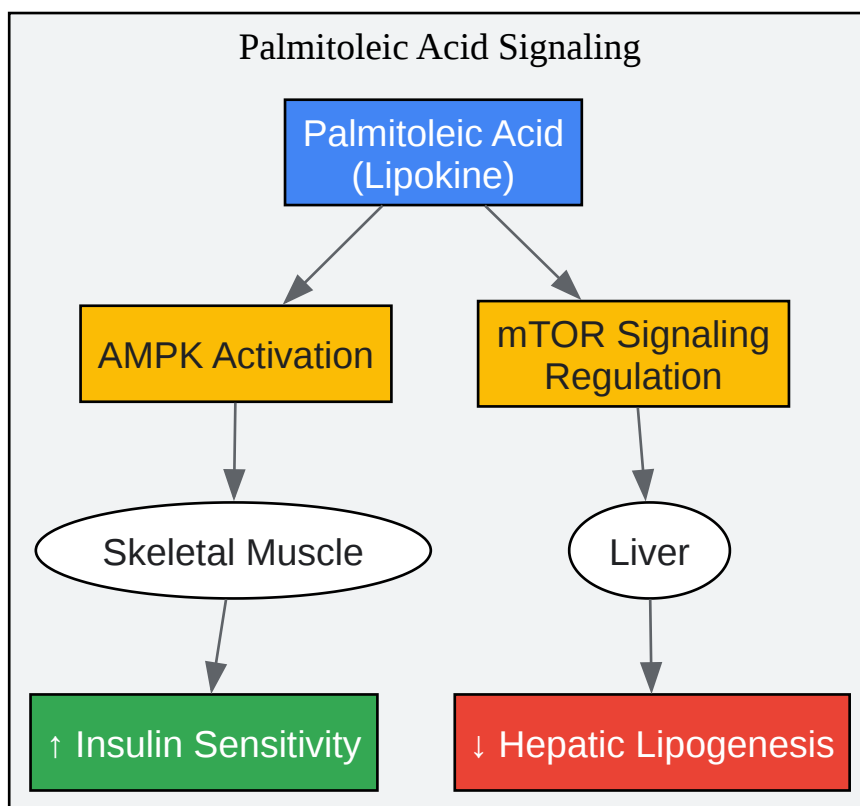 Palmitoleic Acid Signaling
Palmitoleic Acid
(Lipokine)
AMPK Activation
mTOR Signaling
Regulation
Skeletal Muscle
Liver
↑ Insulin Sensitivity
↓ Hepatic Lipogenesis